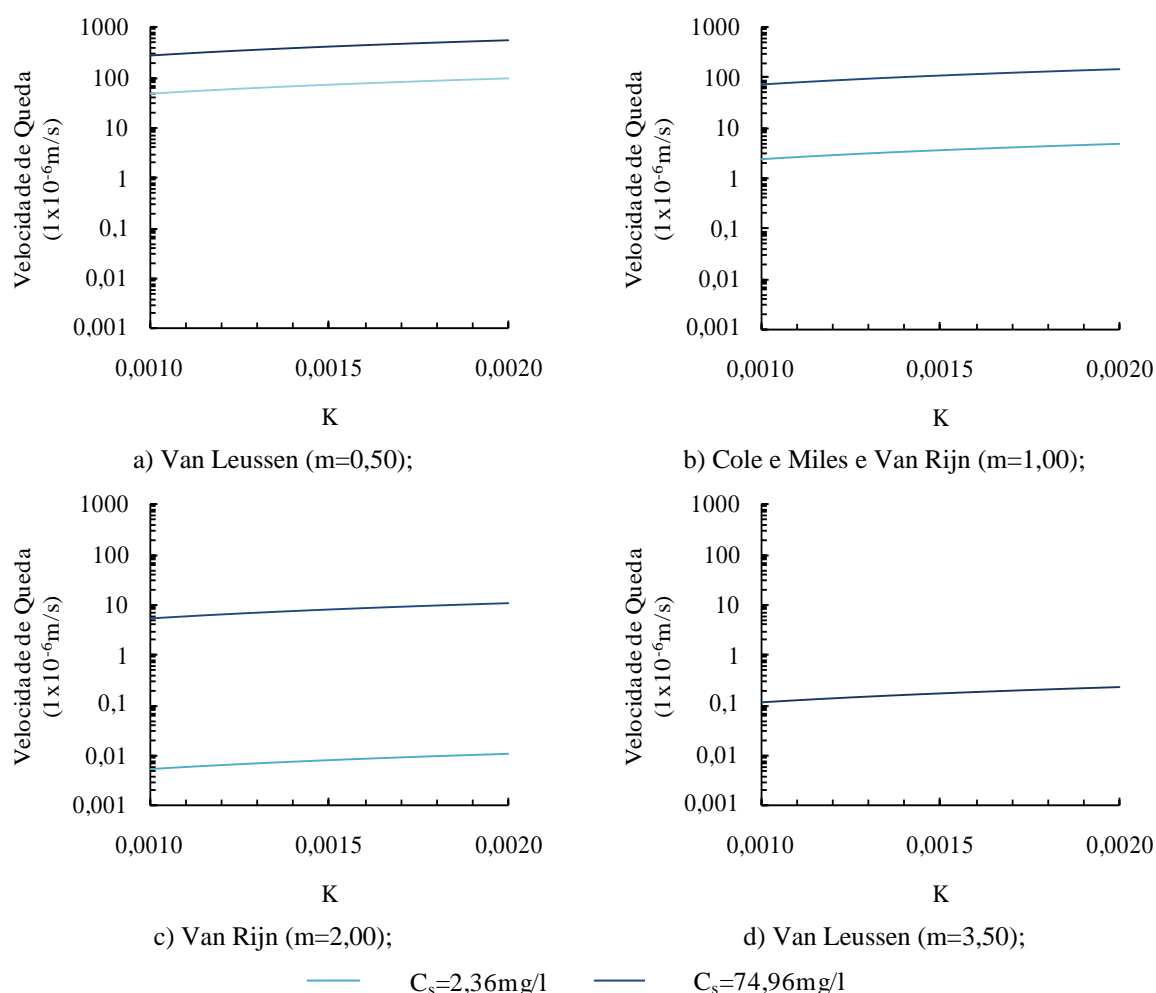 1000
100
10
1
0,1
0,01
0,001
Velocidade de Queda
(1x10⁻⁶m/s)
0,0010 0,0015 0,0020
K
a) Van Leussen (m=0,50);
1000
100
10
1
0,1
0,01
0,001
Velocidade de Queda
(1x10⁻⁶m/s)
0,0010 0,0015 0,0020
K
b) Cole e Miles e Van Rijn (m=1,00);
1000
100
10
1
0,1
0,01
0,001
Velocidade de Queda
(1x10⁻⁶m/s)
0,0010 0,0015 0,0020
K
c) Van Rijn (m=2,00);
1000
100
10
1
0,1
0,01
0,001
Velocidade de Queda
(1x10⁻⁶m/s)
0,0010 0,0015 0,0020
K
d) Van Leussen (m=3,50);
Cₛ=2,36mg/l Cₛ=74,96mg/l